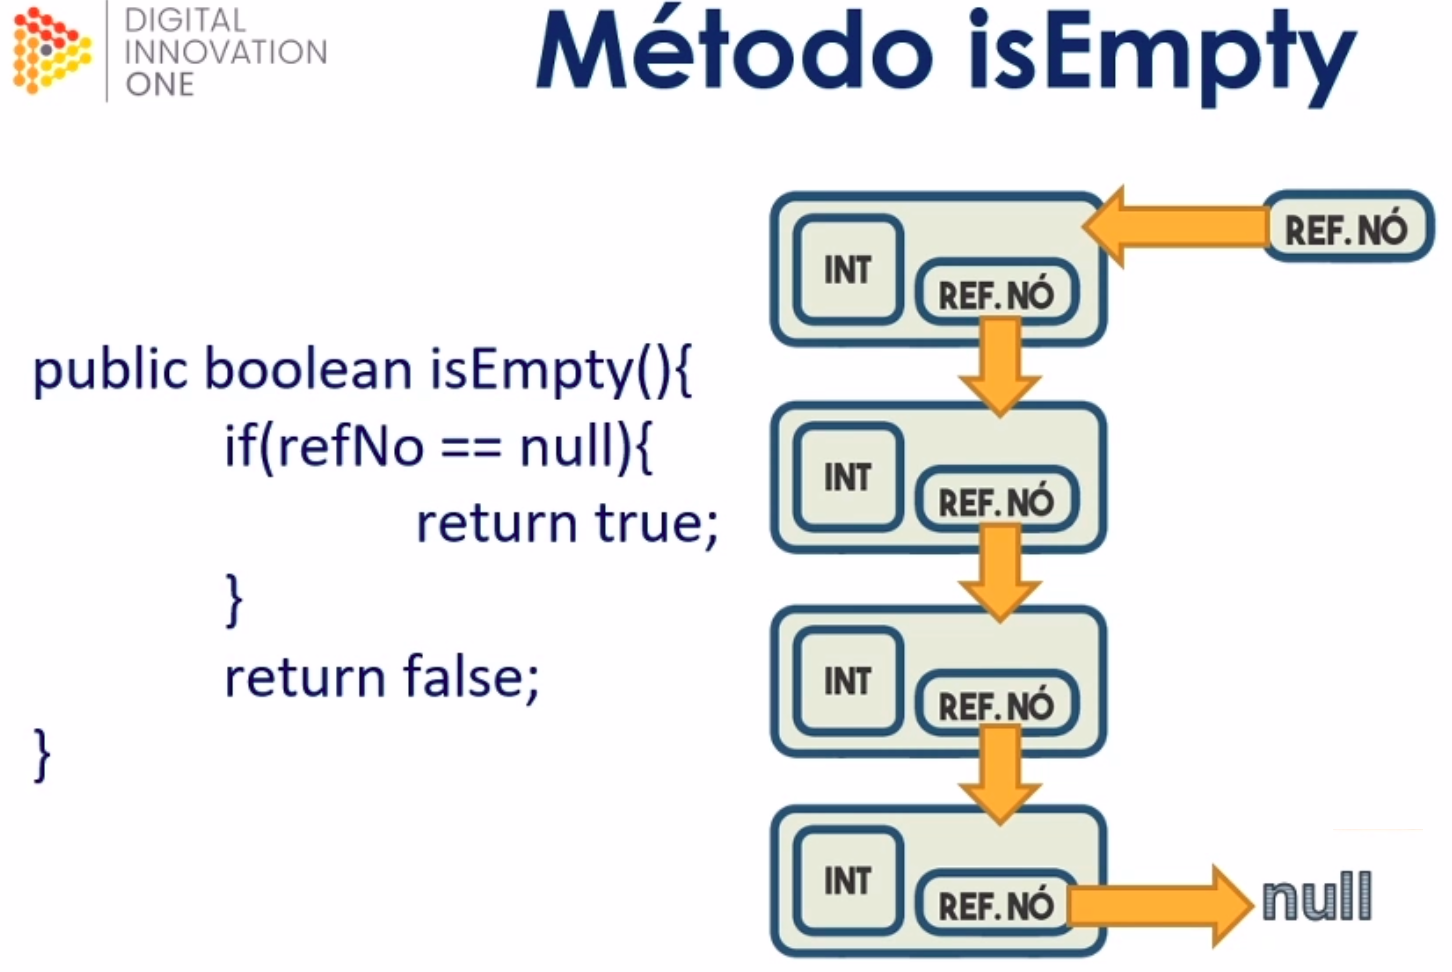 DIGITAL
INNOVATION
ONE
Método isEmpty
public boolean isEmpty(){
if(refNo == null){
return true;
}
return false;
}
REF. NÓ
INT
REF. NÓ
INT
REF. NÓ
INT
REF. NÓ
INT
REF. NÓ
null